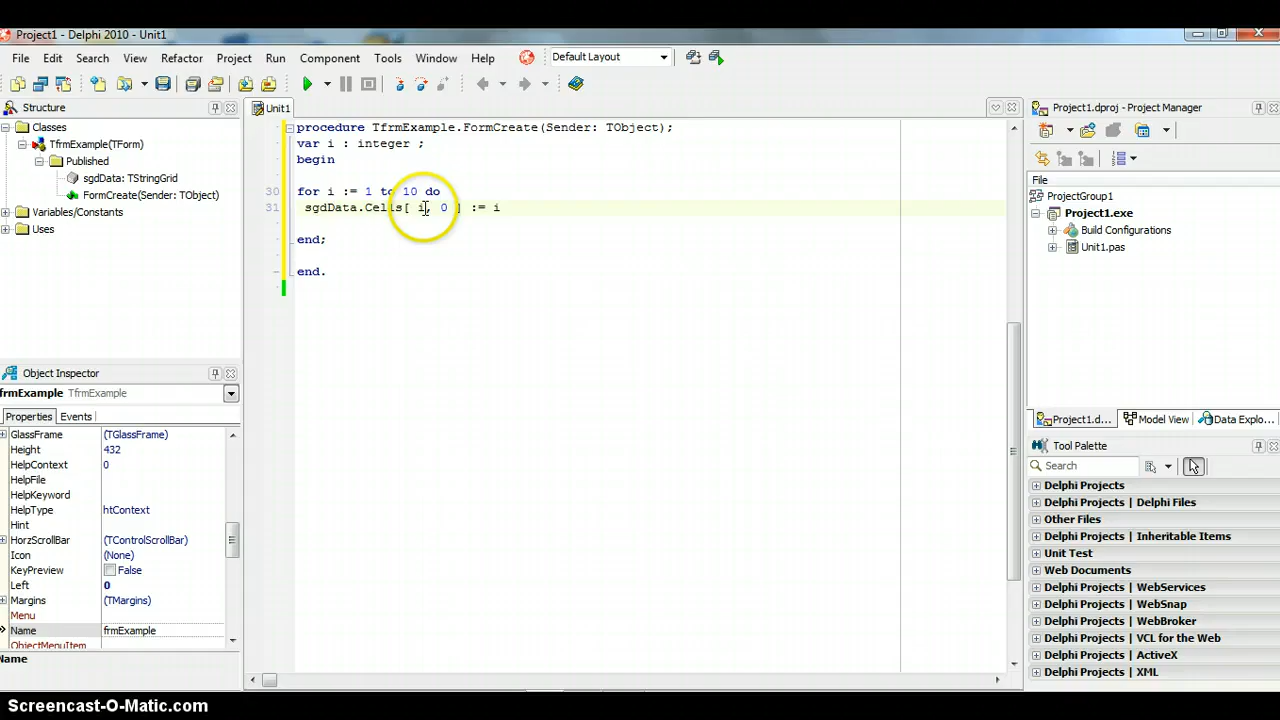 Project1 - Delphi 2010 - Unit1
File Edit Search View Refactor Project Run Component Tools Window Help Default Layout
Structure
Classes
TfrmExample(TForm)
Published
sgdData: TStringGrid
FormCreate(Sender: TObject)
Variables/Constants
Uses
Object Inspector
frmExample TfrmExample
Properties Events
GlassFrame (TGlassFrame)
Height 432
HelpContext 0
HelpFile
HelpKeyword
HelpType htContext
Hint
HorzScrollBar (TControlScrollBar)
Icon (None)
KeyPreview False
Left 0
Margins (TMargins)
Menu
Name frmExample
ObjectMenuItem
Name
Unit1
procedure TfrmExample.FormCreate(Sender: TObject);
var i : integer ;
begin
30 for i := 1 to 10 do
31 sgdData.Cells[ i, 0 ] := i
end;
end.
Project1.dproj - Project Manager
File
ProjectGroup1
Project1.exe
Build Configurations
Unit1.pas
Project1.d... Model View Data Explo...
Tool Palette
Search
Delphi Projects
Delphi Projects | Delphi Files
Other Files
Delphi Projects | Inheritable Items
Unit Test
Web Documents
Delphi Projects | WebServices
Delphi Projects | WebSnap
Delphi Projects | WebBroker
Delphi Projects | VCL for the Web
Delphi Projects | ActiveX
Delphi Projects | XML
Screencast-O-Matic.com